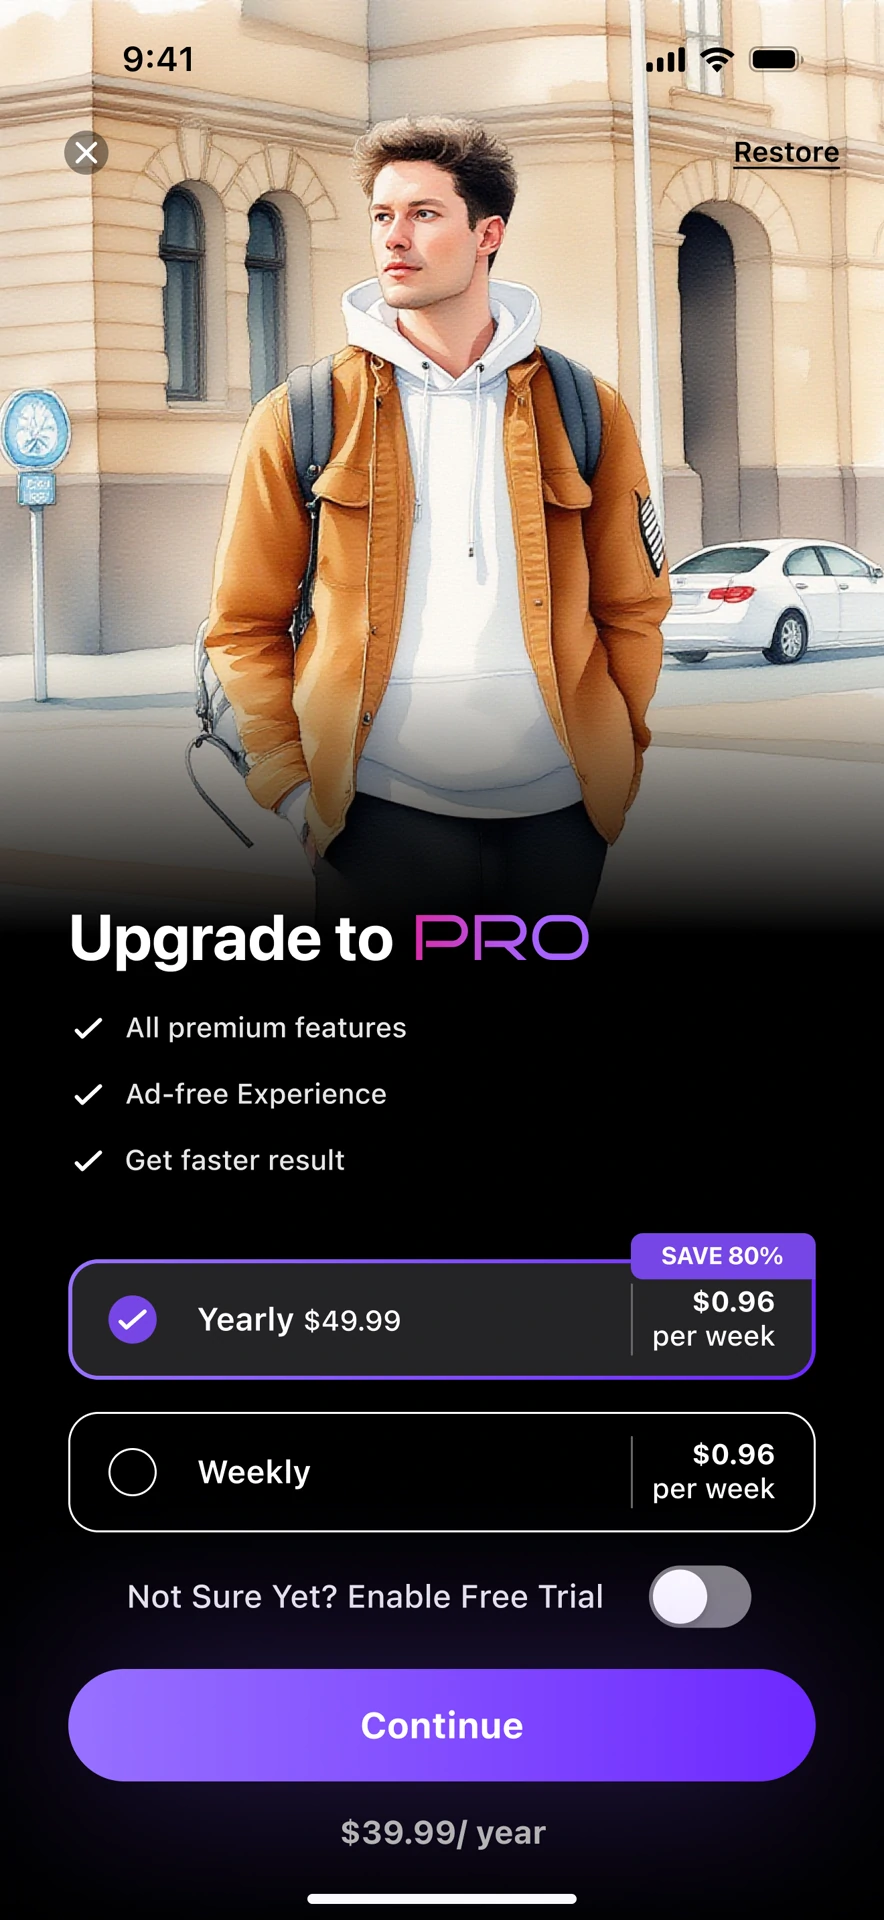 9:41
Restore
Upgrade to PRO
All premium features
Ad-free Experience
Get faster result
SAVE 80%
Yearly $49.99
$0.96
per week
Weekly
$0.96
per week
Not Sure Yet? Enable Free Trial
Continue
$39.99/ year